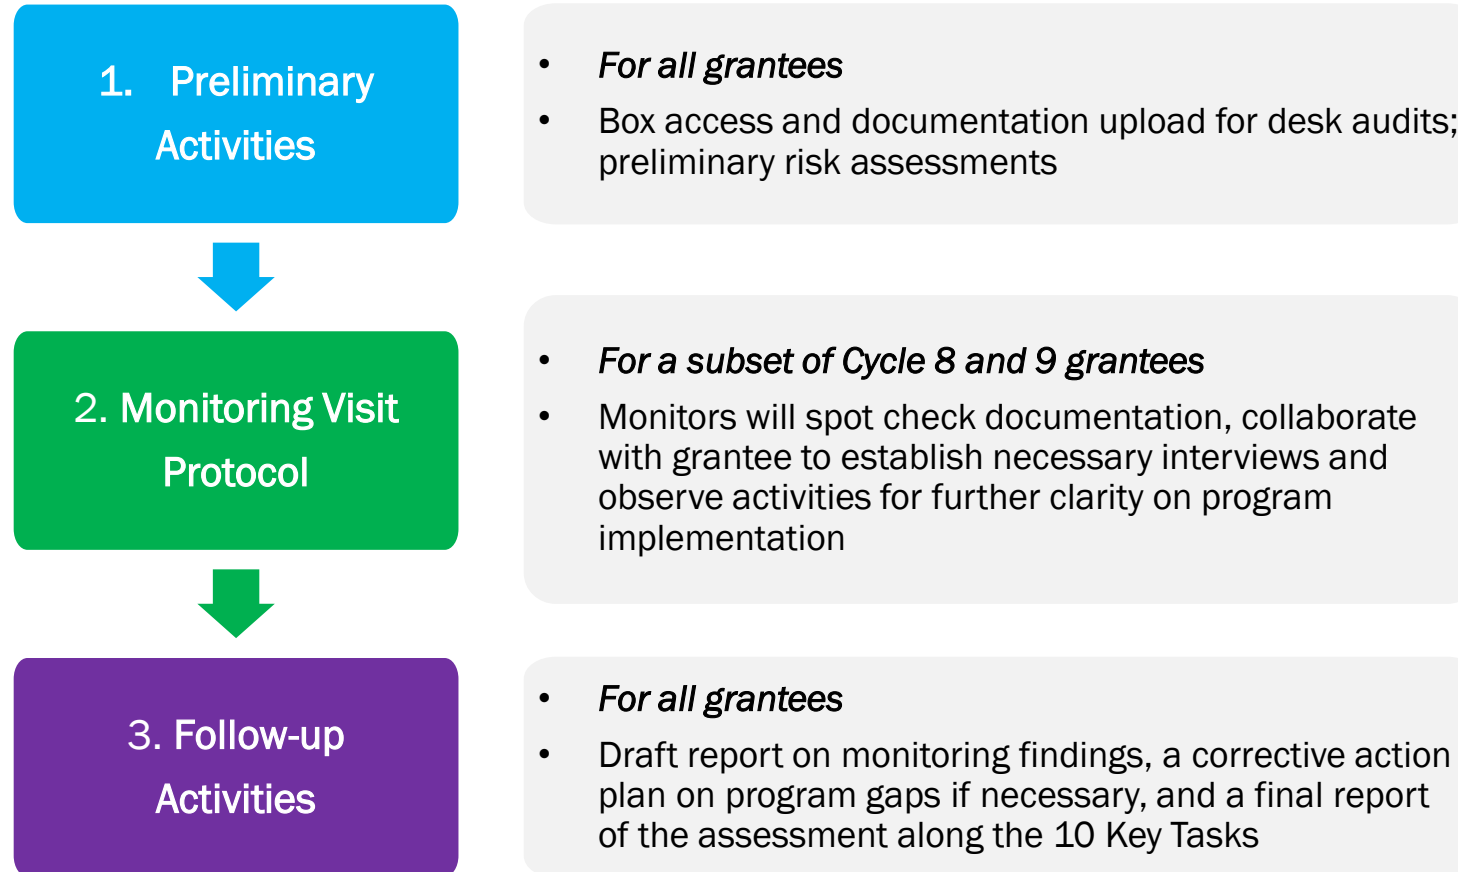 1. Preliminary
Activities
• For all grantees
• Box access and documentation upload for desk audits;
preliminary risk assessments
2. Monitoring Visit
Protocol
• For a subset of Cycle 8 and 9 grantees
• Monitors will spot check documentation, collaborate
with grantee to establish necessary interviews and
observe activities for further clarity on program
implementation
3. Follow-up
Activities
• For all grantees
• Draft report on monitoring findings, a corrective action
plan on program gaps if necessary, and a final report
of the assessment along the 10 Key Tasks